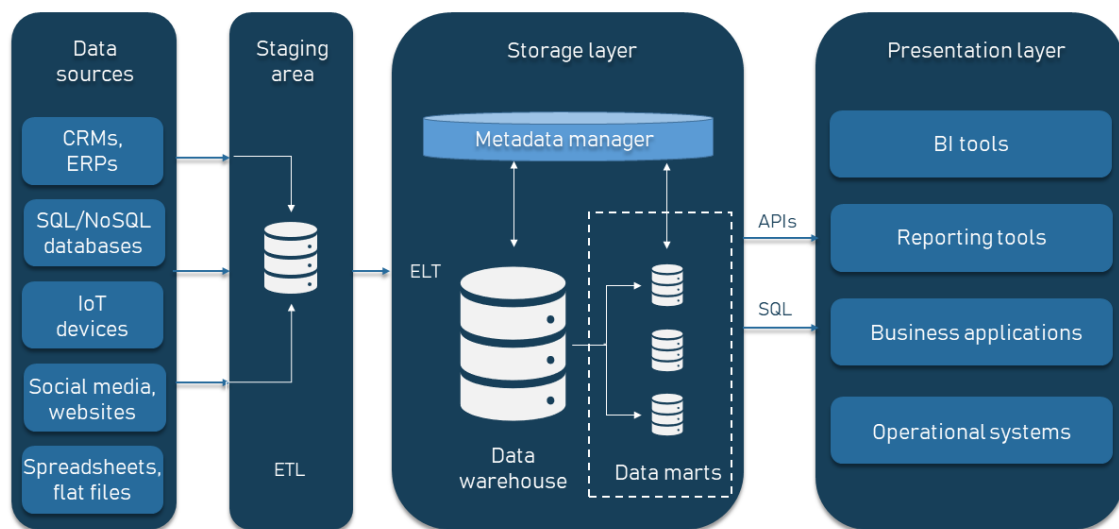 Data
sources
CRMs,
ERPs
SQL/NoSQL
databases
IoT
devices
Social media,
websites
Spreadsheets,
flat files
Staging
area
ETL
Storage layer
Metadata manager
ELT
Data
warehouse
Data marts
APIs
SQL
Presentation layer
BI tools
Reporting tools
Business applications
Operational systems